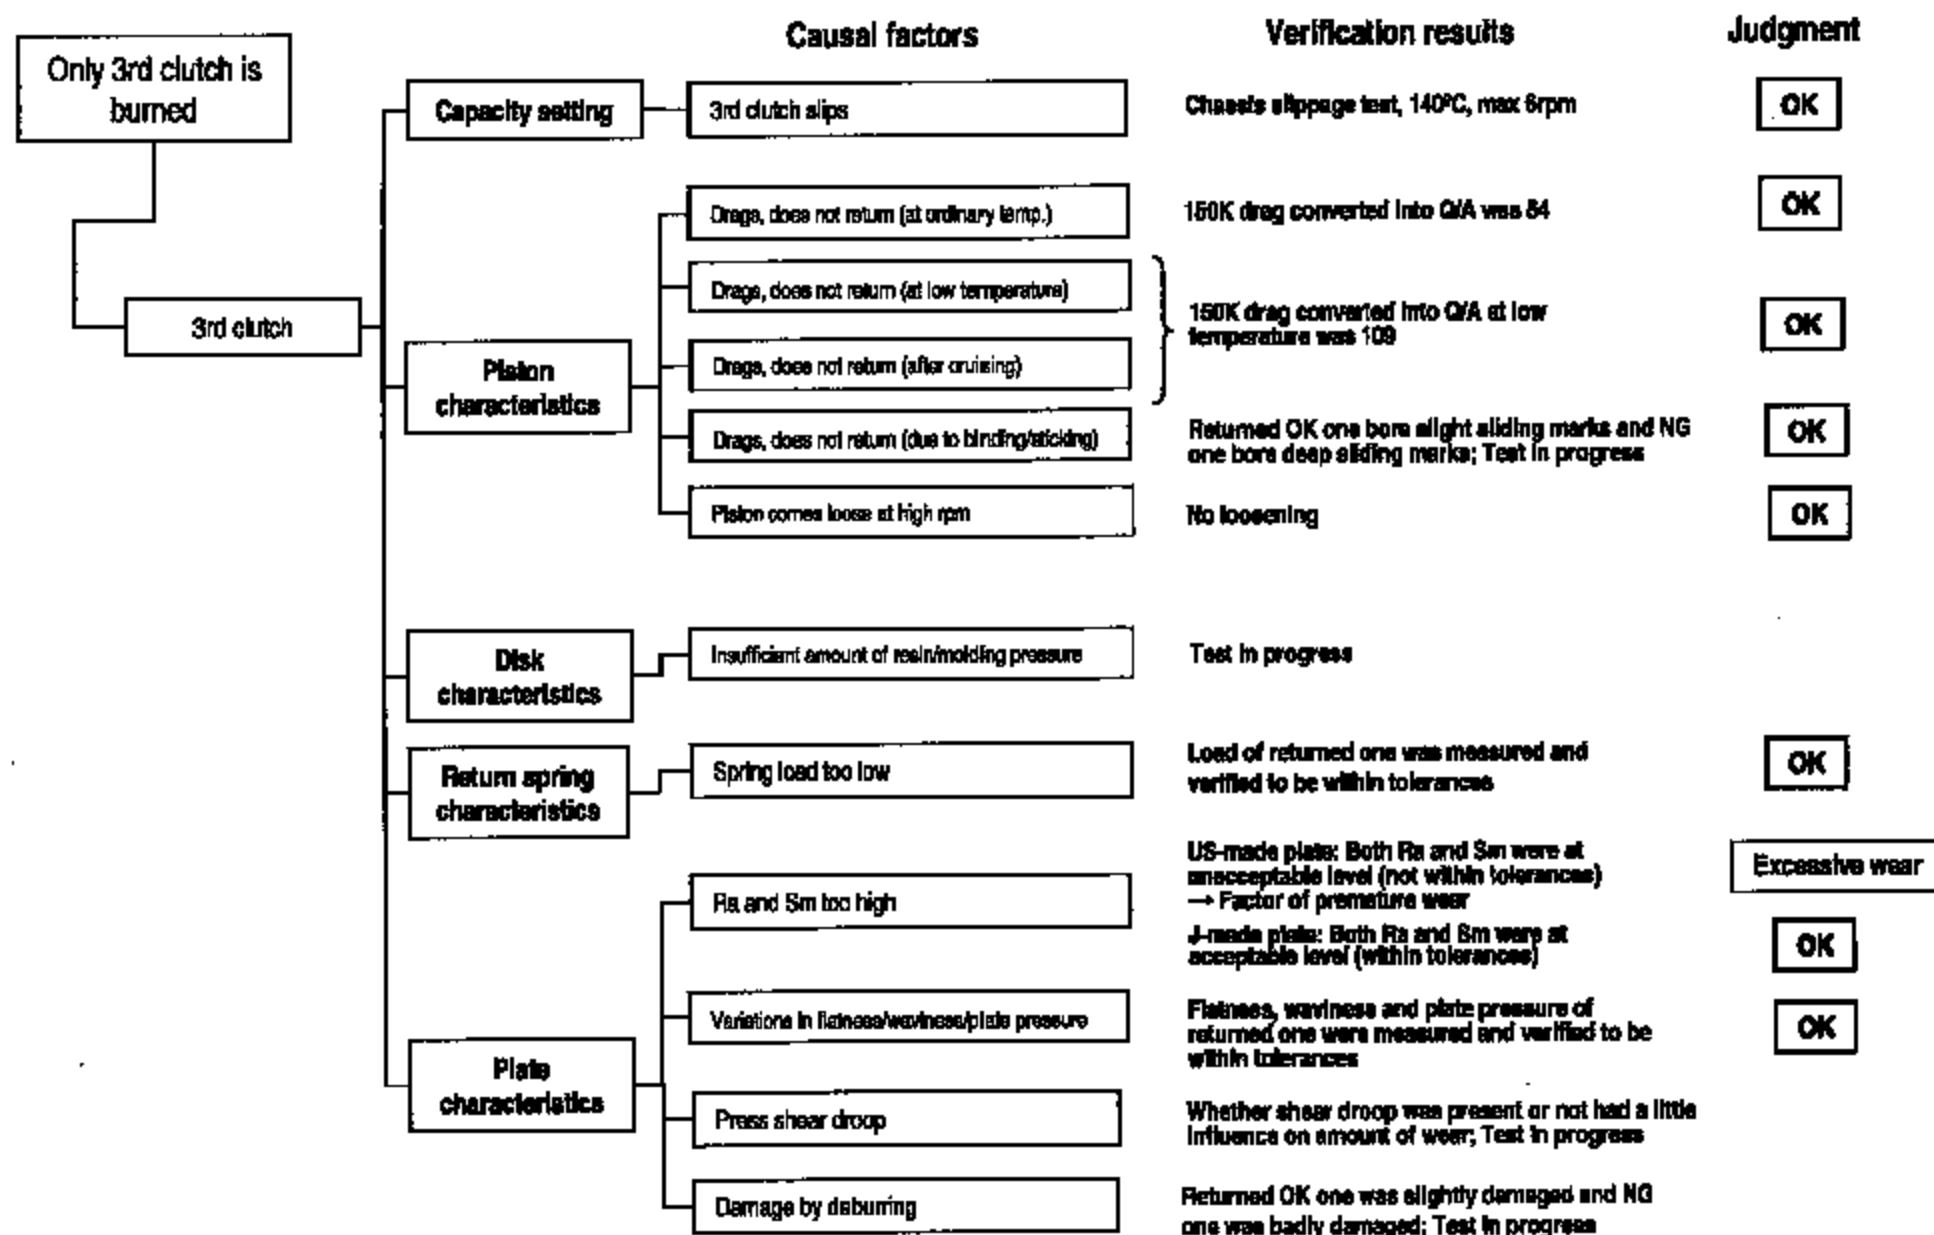 Causal factors
Verification results
Judgment
Only 3rd clutch is
burned
3rd clutch
Capacity setting
3rd clutch slips
Chassis slippage test, 140°C, max 6rpm
OK
Piston
characteristics
Drags, does not return (at ordinary temp.)
150K drag converted into Q/A was 84
OK
Drags, does not return (at low temperature)
Drags, does not return (after cruising)
150K drag converted into Q/A at low
temperature was 109
OK
Drags, does not return (due to binding/sticking)
Returned OK one bore slight sliding marks and NG
one bore deep sliding marks; Test in progress
OK
Piston comes loose at high rpm
No loosening
OK
Disk
characteristics
Insufficient amount of resin/molding pressure
Test in progress
Return spring
characteristics
Spring load too low
Load of returned one was measured and
verified to be within tolerances
OK
Plate
characteristics
Ra and Sm too high
US-made plate: Both Ra and Sm were at
unacceptable level (not within tolerances)
→ Factor of premature wear
Excessive wear
J-made plate: Both Ra and Sm were at
acceptable level (within tolerances)
OK
Variations in flatness/waviness/plate pressure
Flatness, waviness and plate pressure of
returned one were measured and verified to be
within tolerances
OK
Press shear droop
Whether shear droop was present or not had a little
influence on amount of wear; Test in progress
Damage by deburring
Returned OK one was slightly damaged and NG
one was badly damaged; Test in progress